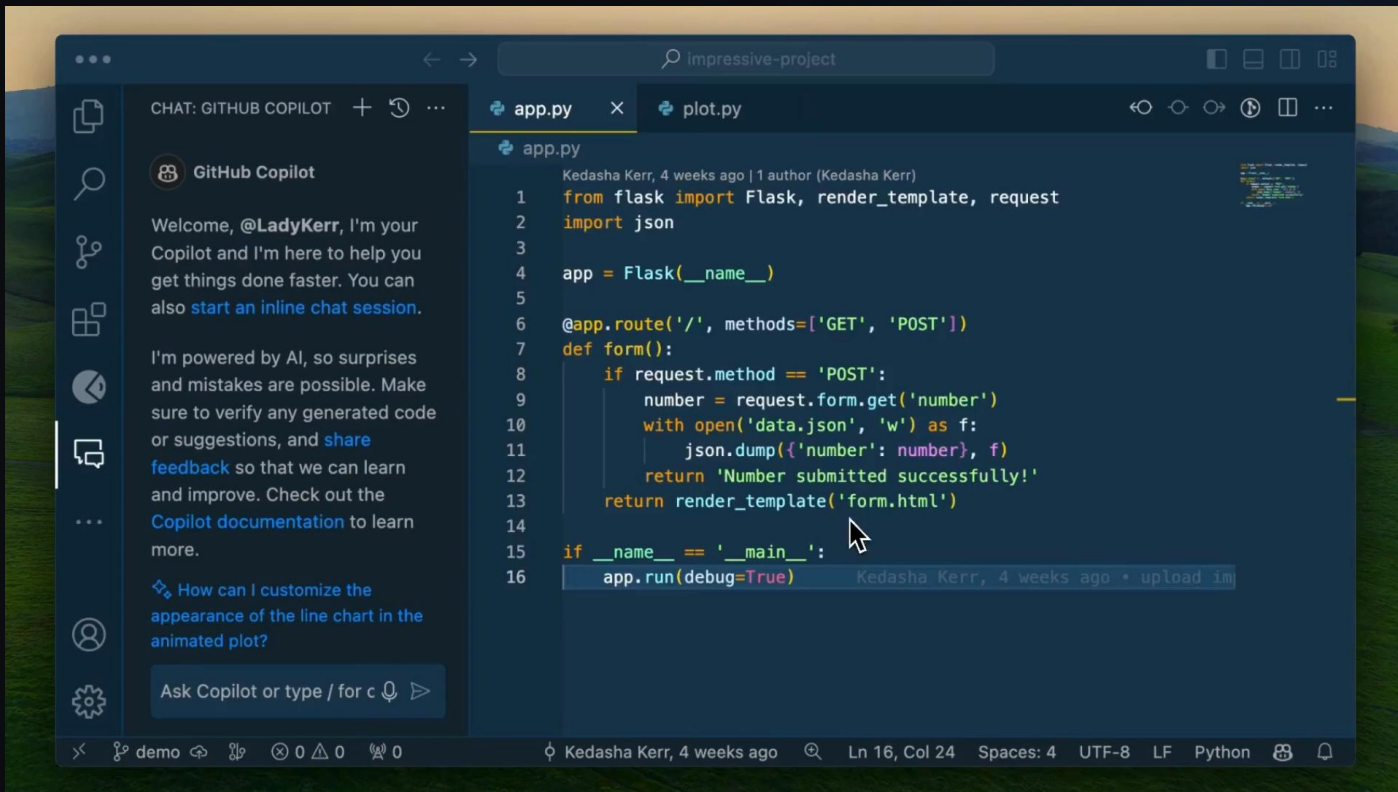 impressive-project
CHAT: GITHUB COPILOT
GitHub Copilot
Welcome, @LadyKerr, I'm your
Copilot and I'm here to help you
get things done faster. You can
also start an inline chat session.
I'm powered by AI, so surprises
and mistakes are possible. Make
sure to verify any generated code
or suggestions, and share
feedback so that we can learn
and improve. Check out the
Copilot documentation to learn
more.
How can I customize the
appearance of the line chart in the
animated plot?
Ask Copilot or type / for c
app.py
plot.py
app.py
Kedasha Kerr, 4 weeks ago | 1 author (Kedasha Kerr)
1 from flask import Flask, render_template, request
2 import json
3
4 app = Flask(__name__)
5
6 @app.route('/', methods=['GET', 'POST'])
7 def form():
8     if request.method == 'POST':
9         number = request.form.get('number')
10         with open('data.json', 'w') as f:
11             json.dump({'number': number}, f)
12         return 'Number submitted successfully!'
13     return render_template('form.html')
14
15 if __name__ == '__main__':
16     app.run(debug=True) Kedasha Kerr, 4 weeks ago • upload im
demo 0 0 0 Kedasha Kerr, 4 weeks ago Ln 16, Col 24 Spaces: 4 UTF-8 LF Python